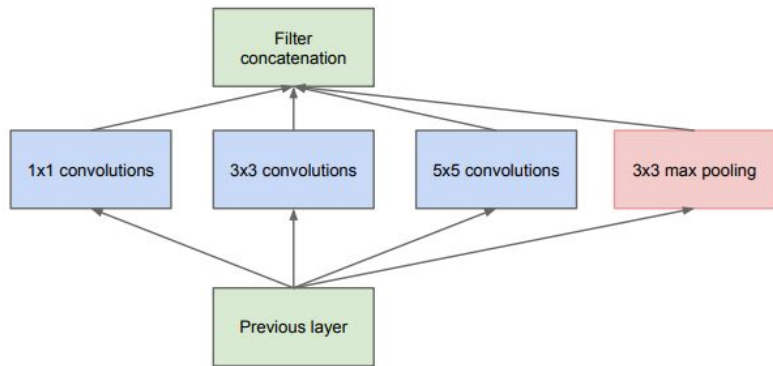 Filter
concatenation
1x1 convolutions
3x3 convolutions
5x5 convolutions
3x3 max pooling
Previous layer